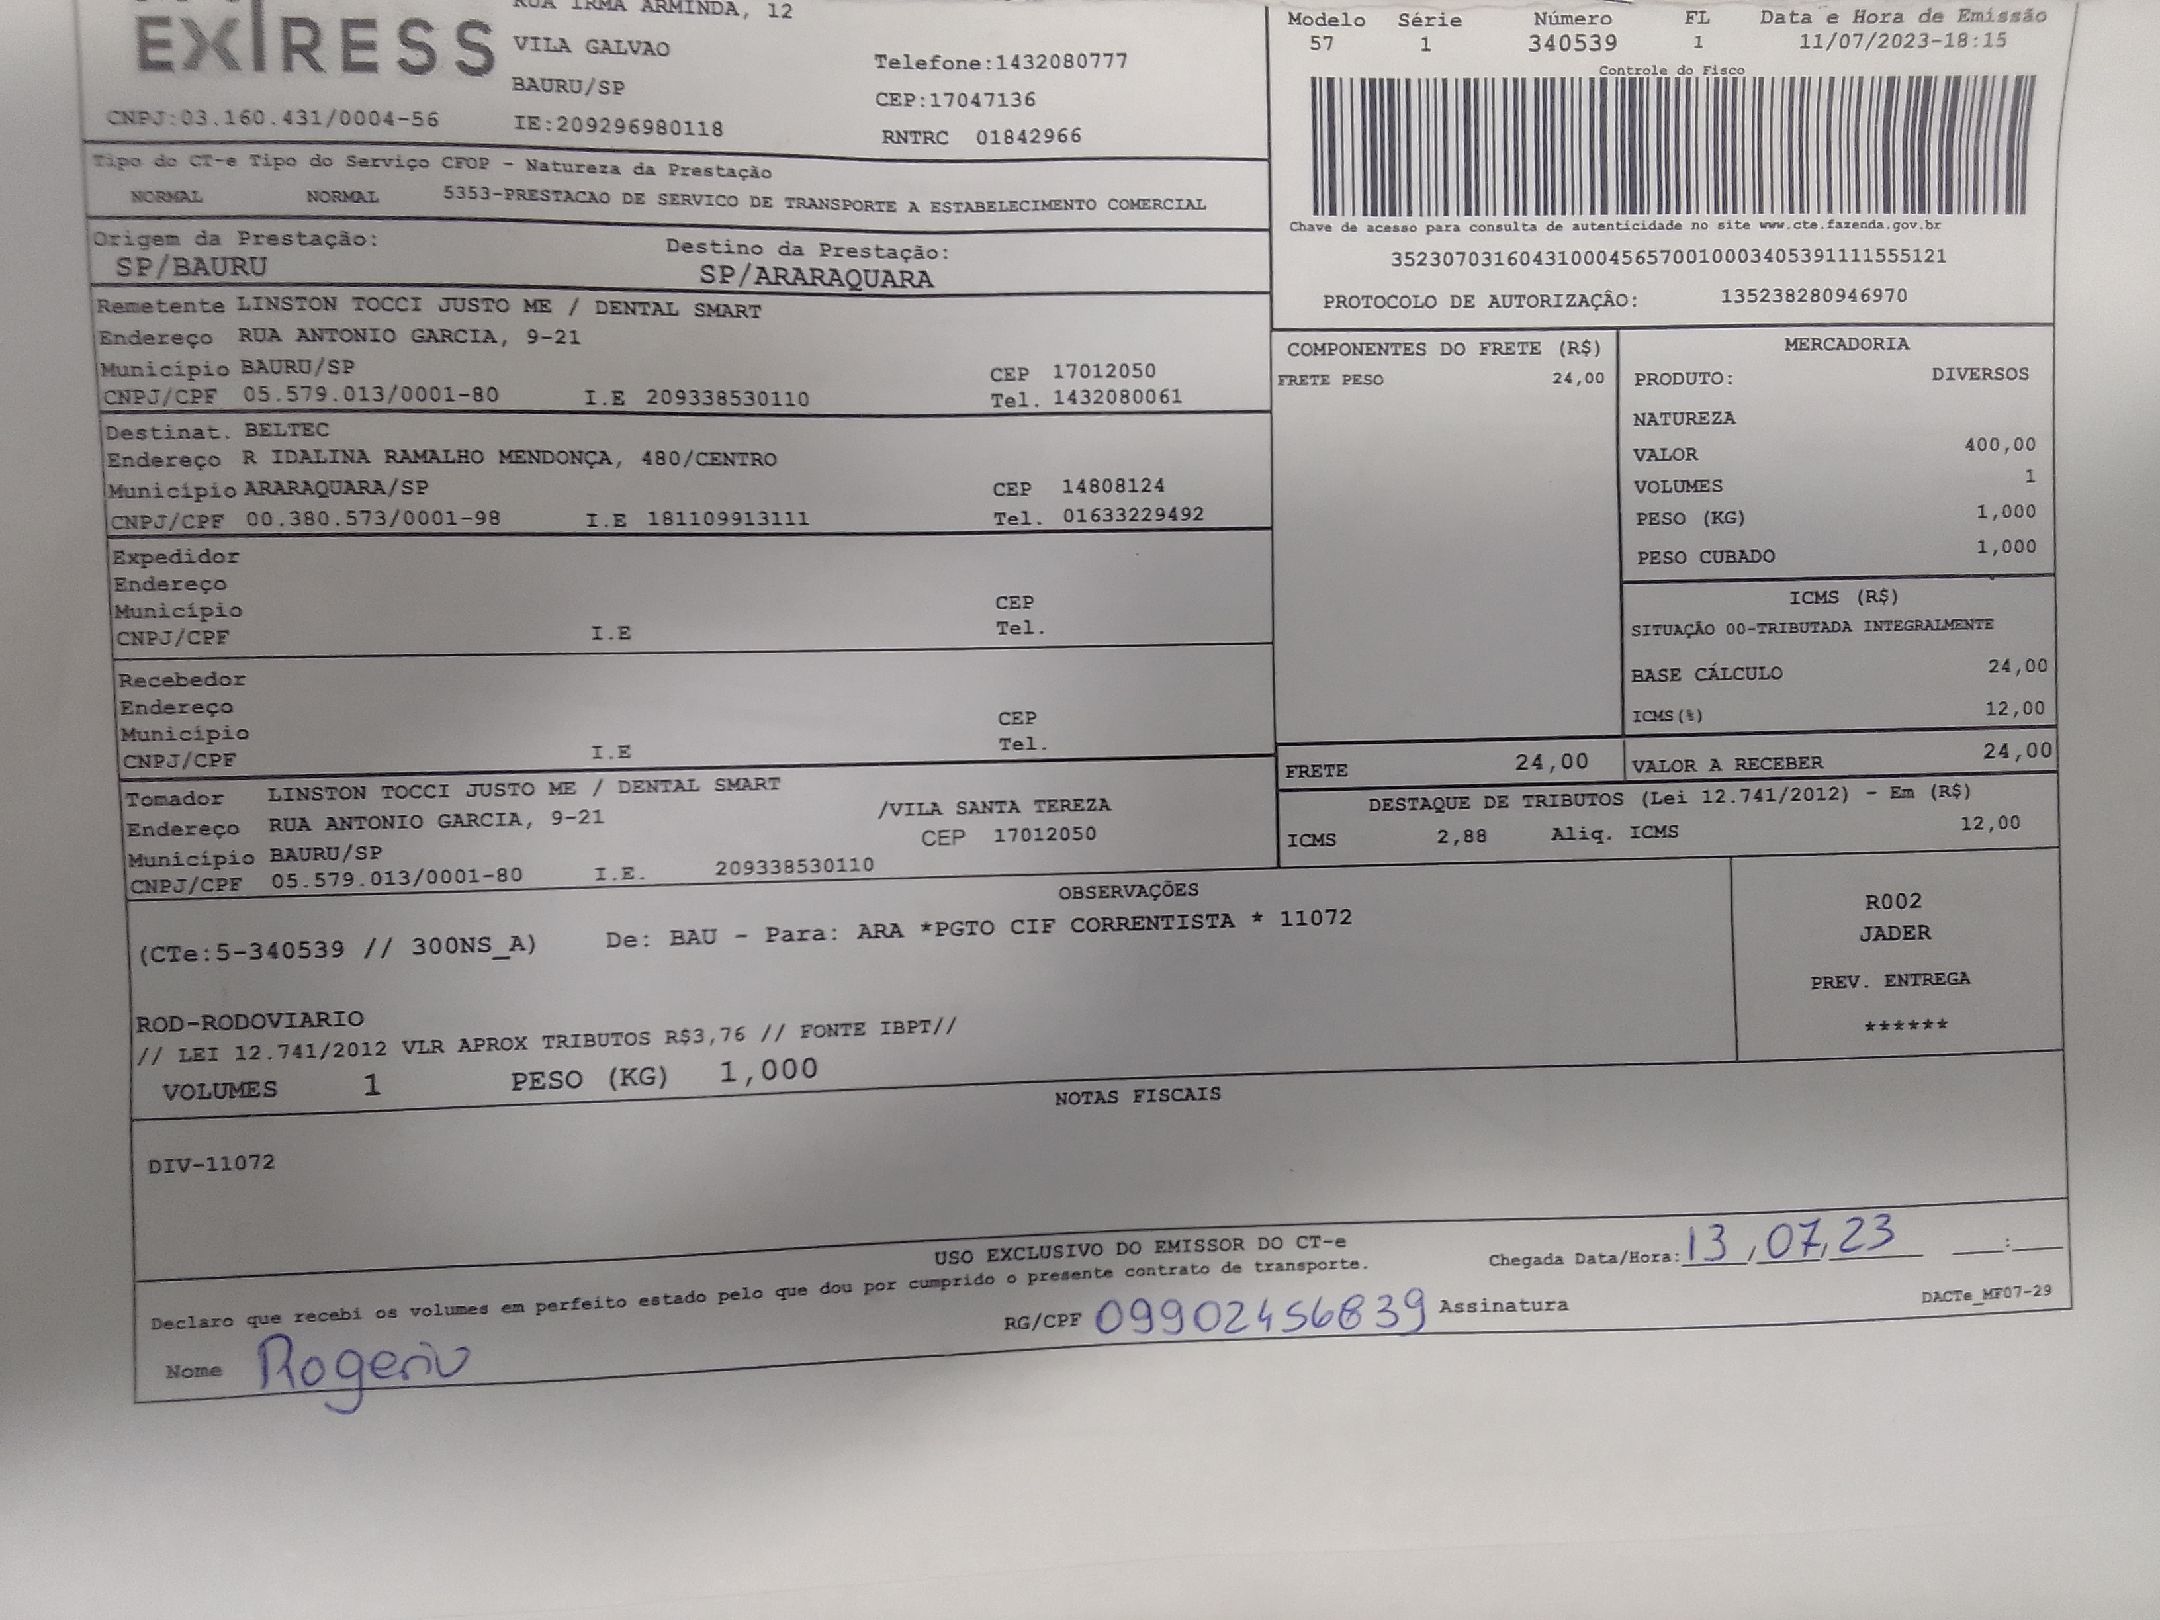 EXPRESS
RUA IRMA ARMINDA, 12
VILA GALVAO
BAURU/SP
Telefone:1432080777
CEP:17047136
CNPJ:03.160.431/0004-56
IE:209296980118
RNTRC 01842966
Modelo Série Número FL Data e Hora de Emissão
57 1 340539 1 11/07/2023-18:15
Controle do Fisco
Chave de acesso para consulta de autenticidade no site www.cte.fazenda.gov.br
35230703160431000456570010003405391111555121
PROTOCOLO DE AUTORIZAÇÂO: 135238280946970
Tipo do CT-e Tipo do Serviço CFOP - Natureza da Prestação
NORMAL NORMAL 5353-PRESTACAO DE SERVICO DE TRANSPORTE A ESTABELECIMENTO COMERCIAL
Origem da Prestação: Destino da Prestação:
SP/BAURU SP/ARARAQUARA
Remetente LINSTON TOCCI JUSTO ME / DENTAL SMART
Endereço RUA ANTONIO GARCIA, 9-21
Município BAURU/SP CEP 17012050
CNPJ/CPF 05.579.013/0001-80 I.E 209338530110 Tel. 1432080061
Destinat. BELTEC
Endereço R IDALINA RAMALHO MENDONÇA, 480/CENTRO
Município ARARAQUARA/SP CEP 14808124
CNPJ/CPF 00.380.573/0001-98 I.E 181109913111 Tel. 01633229492
Expedidor
Endereço
Município CEP
CNPJ/CPF I.E Tel.
Recebedor
Endereço
Município CEP
CNPJ/CPF I.E Tel.
Tomador LINSTON TOCCI JUSTO ME / DENTAL SMART
Endereço RUA ANTONIO GARCIA, 9-21 /VILA SANTA TEREZA
Município BAURU/SP CEP 17012050
CNPJ/CPF 05.579.013/0001-80 I.E. 209338530110
COMPONENTES DO FRETE (R$)
FRETE PESO 24,00
MERCADORIA
PRODUTO: DIVERSOS
NATUREZA
VALOR 400,00
VOLUMES 1
PESO (KG) 1,000
PESO CUBADO 1,000
ICMS (R$)
SITUAÇÃO 00-TRIBUTADA INTEGRALMENTE
BASE CÁLCULO 24,00
ICMS(%) 12,00
FRETE 24,00 VALOR A RECEBER 24,00
DESTAQUE DE TRIBUTOS (Lei 12.741/2012) - Em (R$)
ICMS 2,88 Aliq. ICMS 12,00
OBSERVAÇÕES
(CTe:5-340539 // 300NS_A) De: BAU - Para: ARA *PGTO CIF CORRENTISTA * 11072
R002
JADER
PREV. ENTREGA
******
ROD-RODOVIARIO
// LEI 12.741/2012 VLR APROX TRIBUTOS R$3,76 // FONTE IBPT//
VOLUMES 1 PESO (KG) 1,000
NOTAS FISCAIS
DIV-11072
USO EXCLUSIVO DO EMISSOR DO CT-e
Chegada Data/Hora: 13,07,23 __:__
Declaro que recebi os volumes em perfeito estado pelo que dou por cumprido o presente contrato de transporte.
DACTe_MF07-29
Nome Rogerio RG/CPF 09902456839 Assinatura